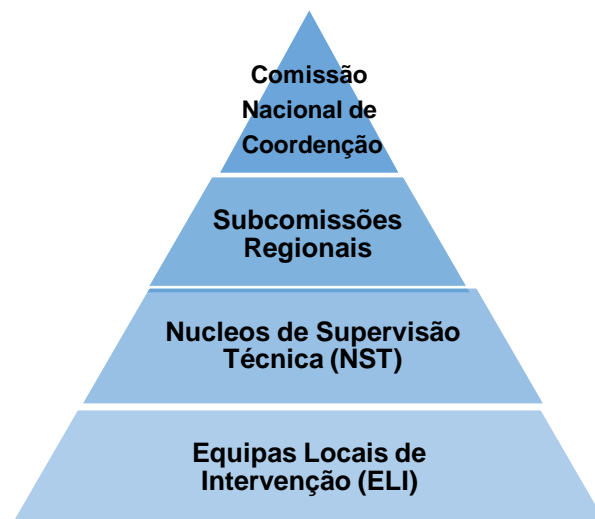 Comissão
Nacional de
Coordenção
Subcomissões
Regionais
Nucleos de Supervisão
Técnica (NST)
Equipas Locais de
Intervenção (ELI)